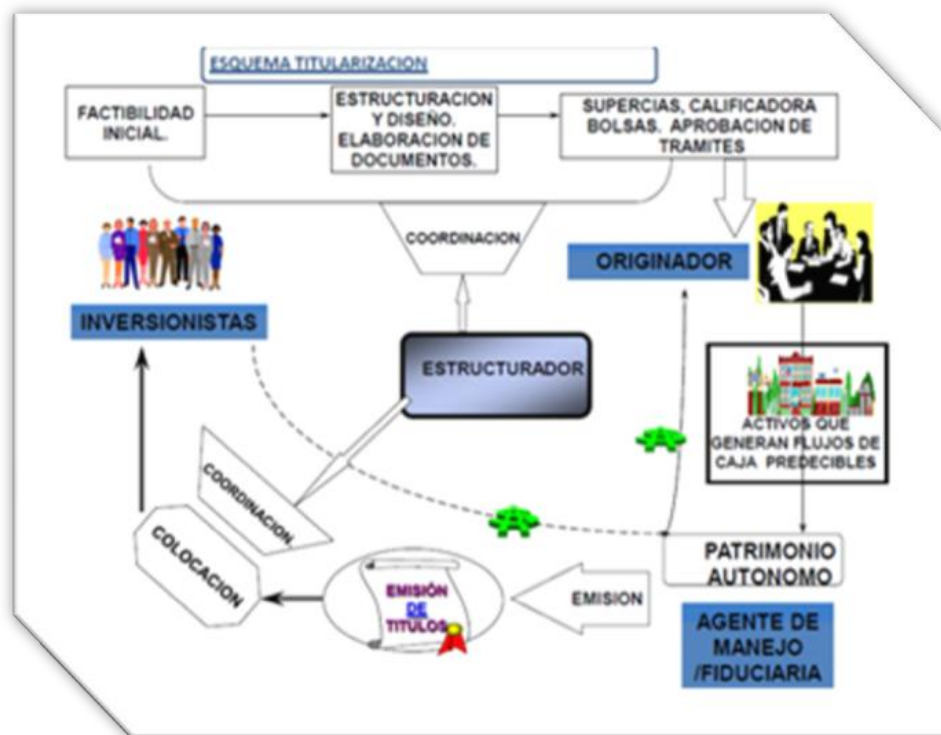 ESQUEMA TITULARIZACION
FACTIBILIDAD
INICIAL.
ESTRUCTURACION
Y DISEÑO.
ELABORACION DE
DOCUMENTOS.
SUPERCIAS, CALIFICADORA
BOLSAS. APROBACION DE
TRAMITES
COORDINACION
ORIGINADOR
INVERSIONISTAS
ESTRUCTURADOR
ACTIVOS QUE
GENERAN FLUJOS DE
CAJA PREDECIBLES
COORDINACION
COLOCACION
EMISIÓN
DE
TITULOS
EMISION
PATRIMONIO
AUTONOMO
AGENTE DE
MANEJO
/FIDUCIARIA